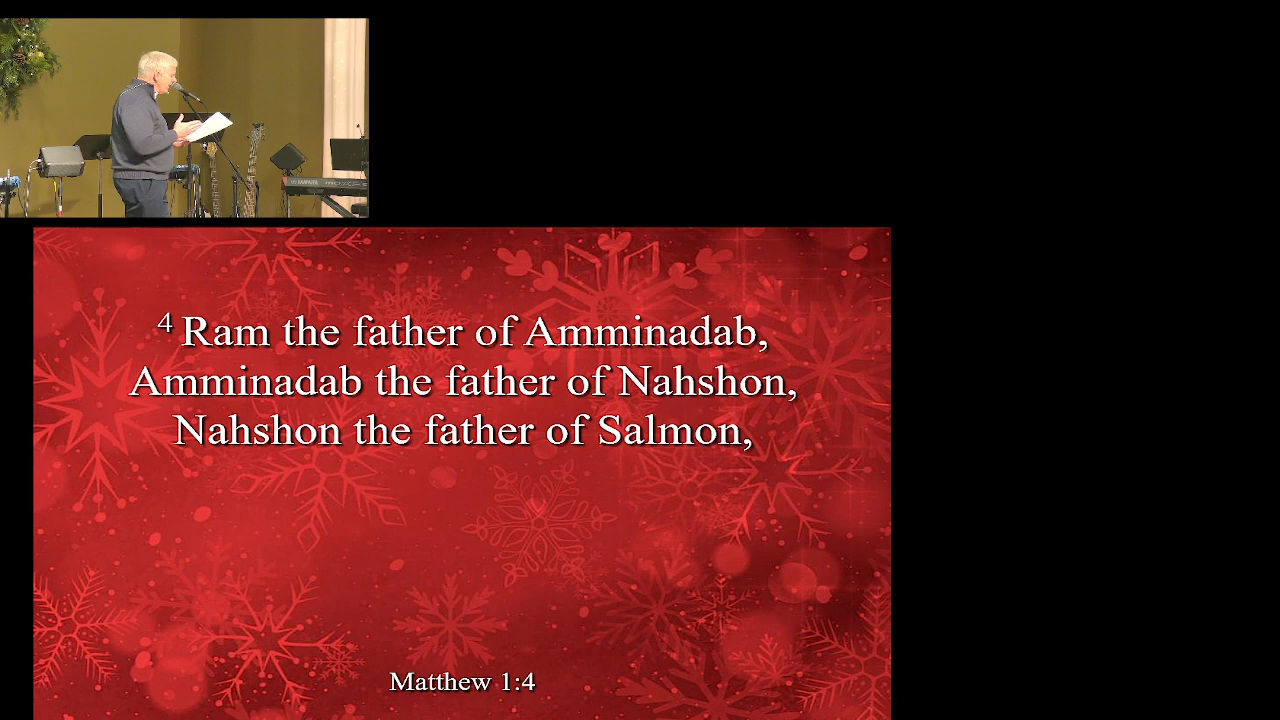 4 Ram the father of Amminadab,
Amminadab the father of Nahshon,
Nahshon the father of Salmon,
Matthew 1:4